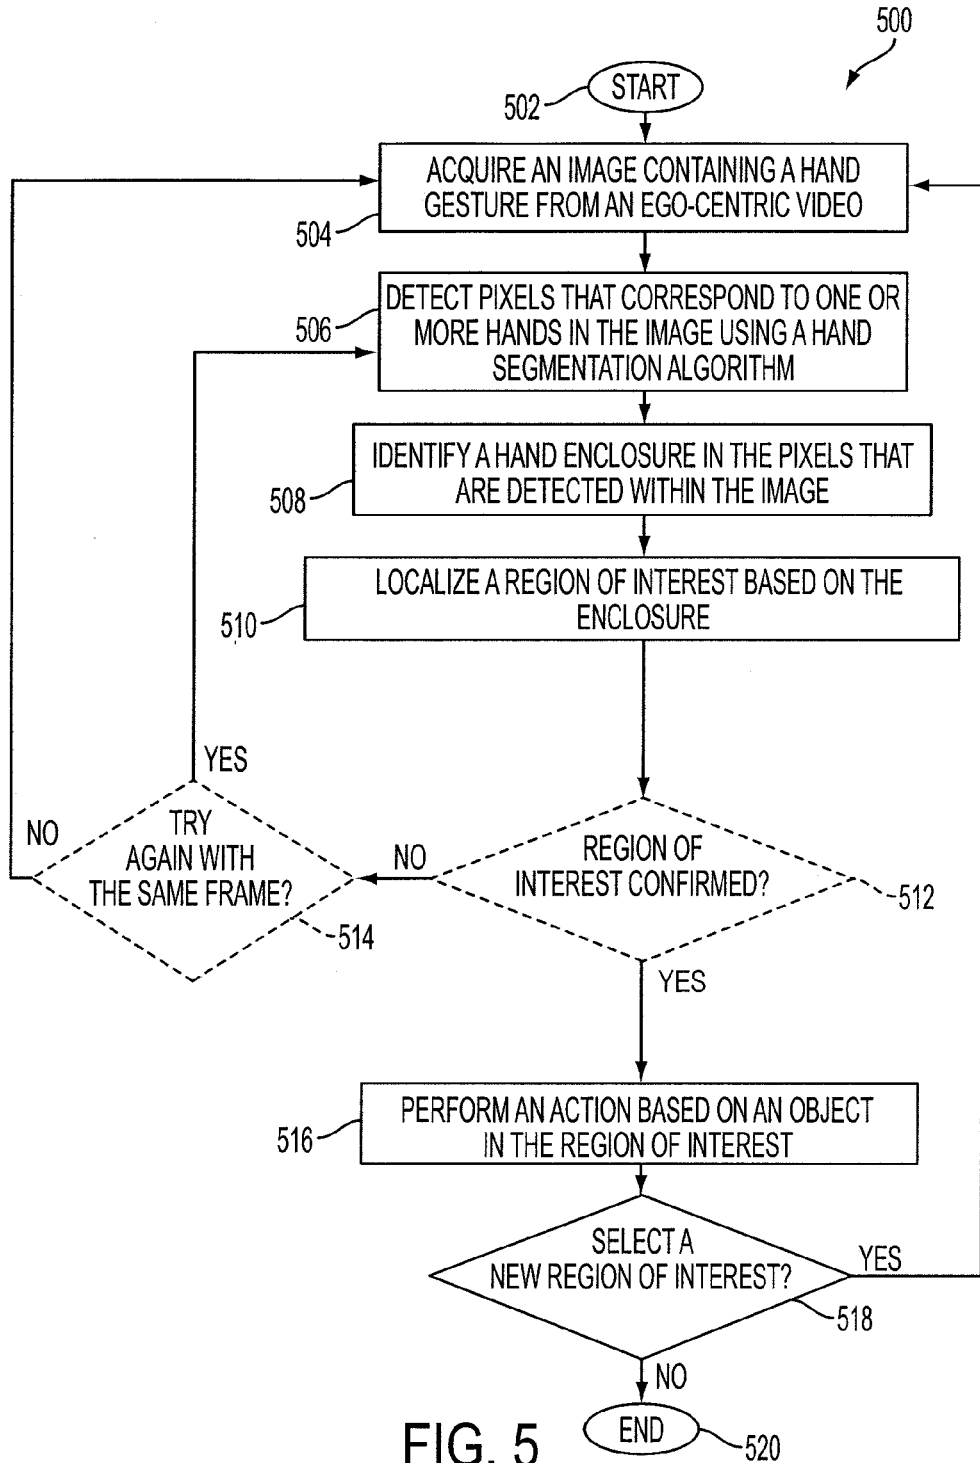 500
START
502
ACQUIRE AN IMAGE CONTAINING A HAND
GESTURE FROM AN EGO-CENTRIC VIDEO
504
DETECT PIXELS THAT CORRESPOND TO ONE OR
MORE HANDS IN THE IMAGE USING A HAND
SEGMENTATION ALGORITHM
506
IDENTIFY A HAND ENCLOSURE IN THE PIXELS THAT
ARE DETECTED WITHIN THE IMAGE
508
LOCALIZE A REGION OF INTEREST BASED ON THE
ENCLOSURE
510
YES
NO
TRY
AGAIN WITH
THE SAME FRAME?
514
NO
REGION OF
INTEREST CONFIRMED?
512
YES
PERFORM AN ACTION BASED ON AN OBJECT
IN THE REGION OF INTEREST
516
SELECT A
NEW REGION OF INTEREST?
YES
518
NO
END
520
FIG. 5